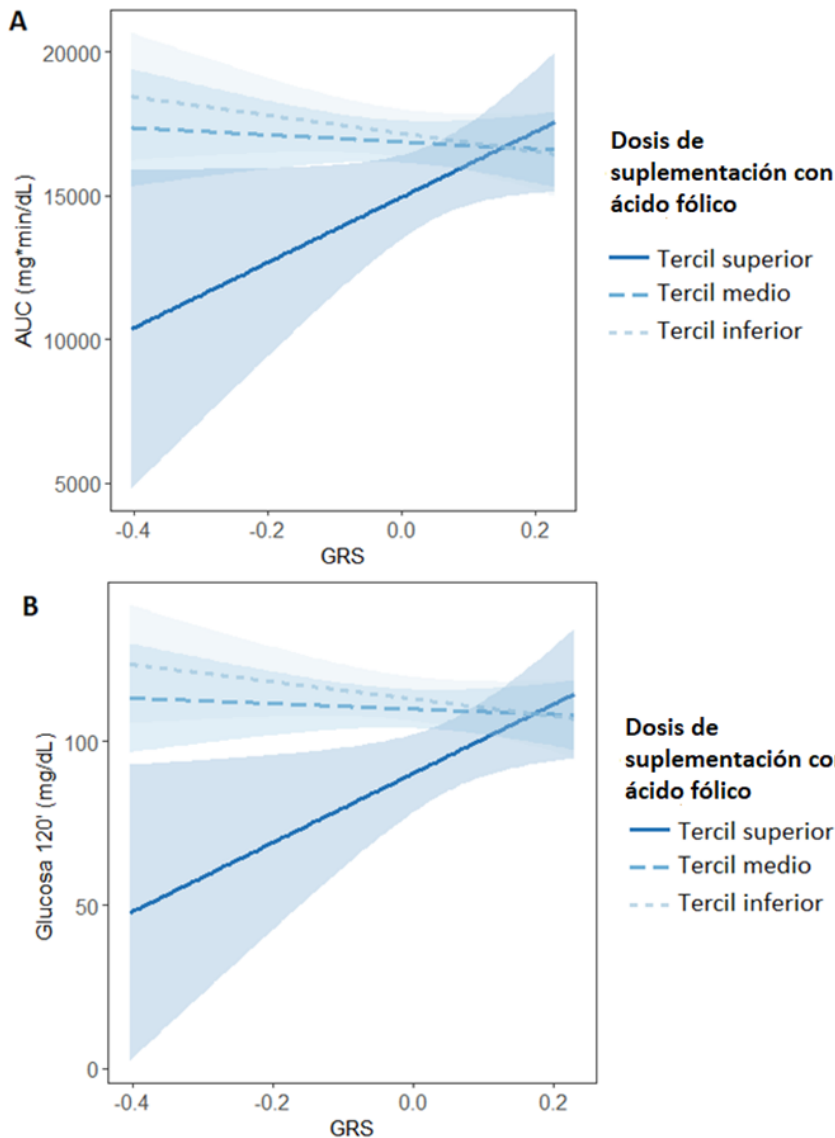 A
20000
15000
10000
5000
AUC (mg*min/dL)
-0.4
-0.2
0.0
0.2
GRS
Dosis de
suplementación con
ácido fólico
Tercil superior
Tercil medio
Tercil inferior
B
100
50
0
Glucosa 120' (mg/dL)
-0.4
-0.2
0.0
0.2
GRS
Dosis de
suplementación co
ácido fólico
Tercil superior
Tercil medio
Tercil inferior